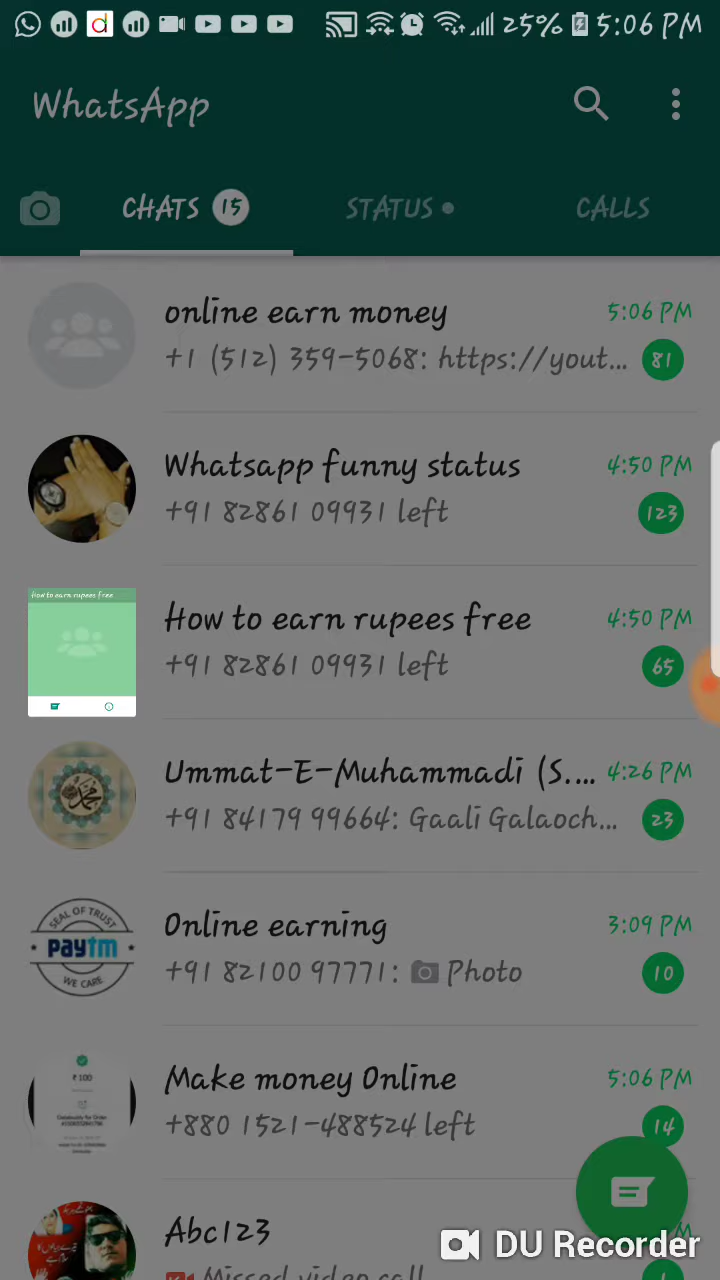 25% 5:06 PM
WhatsApp
CHATS 15 STATUS CALLS
online earn money 5:06 PM
+1 (512) 359-5068: https://yout... 81
Whatsapp funny status 4:50 PM
+91 82861 09931 left 123
How to earn rupees free
How to earn rupees free 4:50 PM
+91 82861 09931 left 65
Ummat-E-Muhammadi (S.... 4:26 PM
+91 84179 99664: Gaali Galaoch... 23
SEAL OF TRUST
paytm
WE CARE
Online earning 3:09 PM
+91 82100 97771: Photo 10
₹100
Make money Online 5:06 PM
+880 1521-488524 left 14
Abc123
Missed video call
DU Recorder